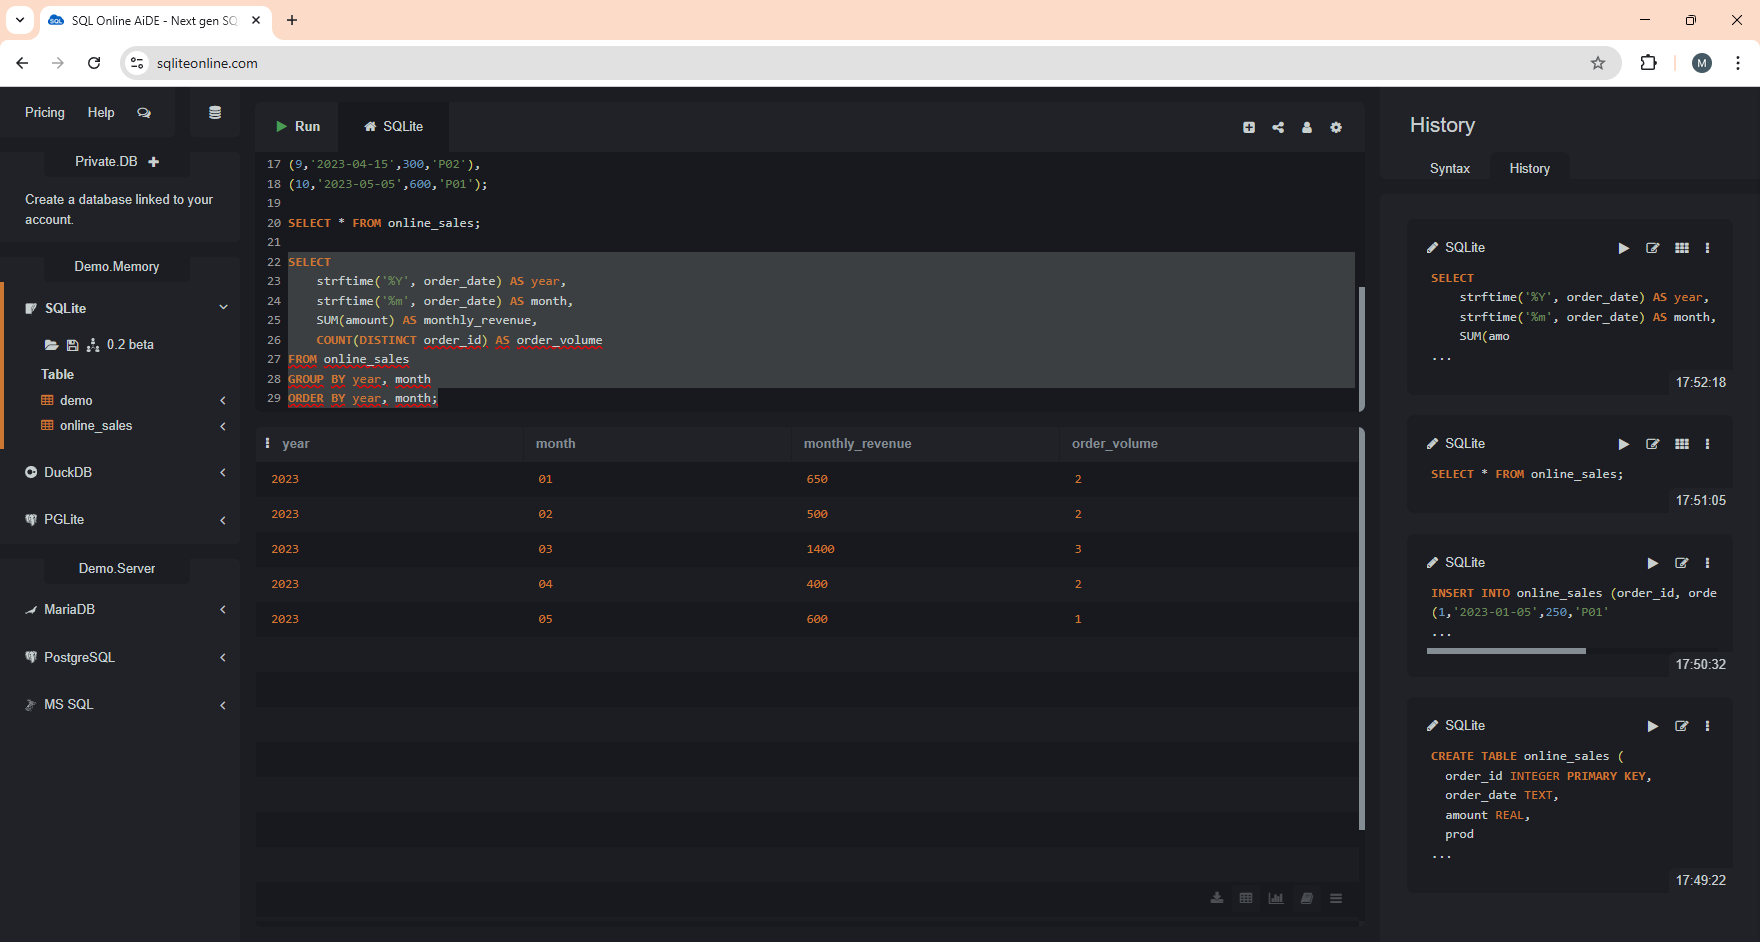 SQL Online AiDE - Next gen SQ
sqliteonline.com
M
Pricing
Help
Private.DB
Create a database linked to your
account.
Demo.Memory
SQLite
0.2 beta
Table
demo
online_sales
DuckDB
PGLite
Demo.Server
MariaDB
PostgreSQL
MS SQL
Run
SQLite
17 (9,'2023-04-15',300,'P02'),
18 (10,'2023-05-05',600,'P01');
19
20 SELECT * FROM online_sales;
21
22 SELECT
23 strftime('%Y', order_date) AS year,
24 strftime('%m', order_date) AS month,
25 SUM(amount) AS monthly_revenue,
26 COUNT(DISTINCT order_id) AS order_volume
27 FROM online_sales
28 GROUP BY year, month
29 ORDER BY year, month;
year month monthly_revenue order_volume
2023 01 650 2
2023 02 500 2
2023 03 1400 3
2023 04 400 2
2023 05 600 1
History
Syntax
History
SQLite
SELECT
strftime('%Y', order_date) AS year,
strftime('%m', order_date) AS month,
SUM(amo
...
17:52:18
SQLite
SELECT * FROM online_sales;
17:51:05
SQLite
INSERT INTO online_sales (order_id, orde
(1,'2023-01-05',250,'P01'
...
17:50:32
SQLite
CREATE TABLE online_sales (
order_id INTEGER PRIMARY KEY,
order_date TEXT,
amount REAL,
prod
...
17:49:22